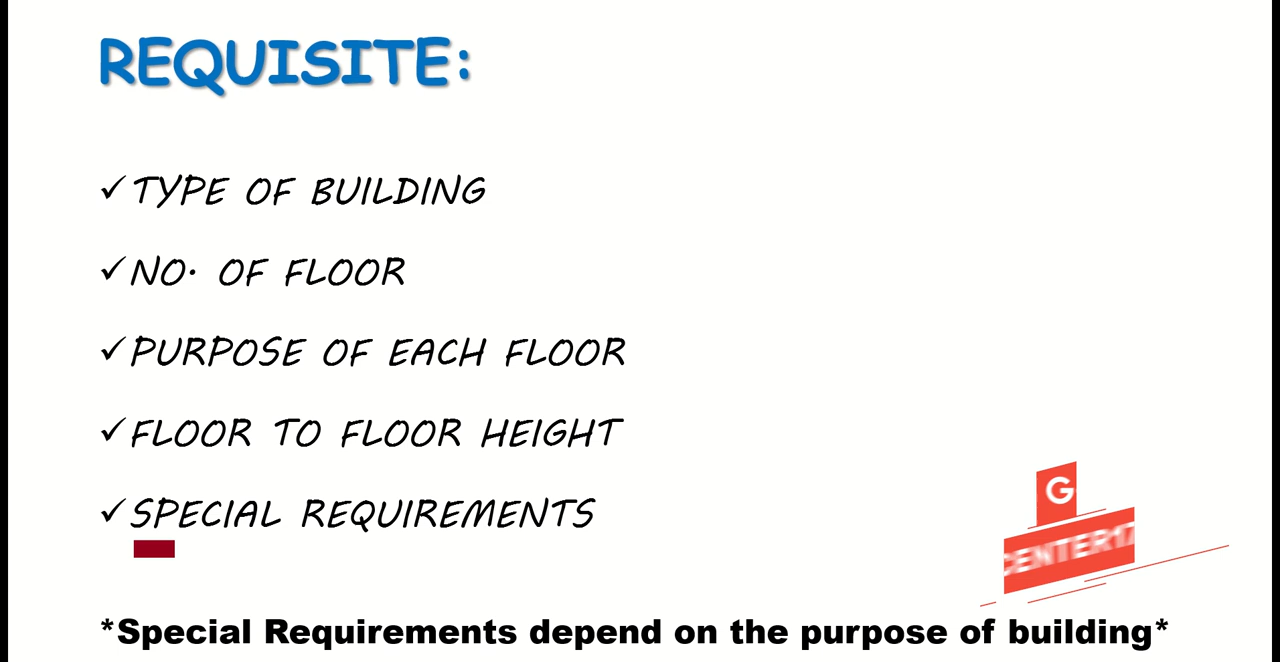 REQUISITE:
✓TYPE OF BUILDING
✓NO. OF FLOOR
✓PURPOSE OF EACH FLOOR
✓FLOOR TO FLOOR HEIGHT
✓SPECIAL REQUIREMENTS
G
CENTER17
*Special Requirements depend on the purpose of building*